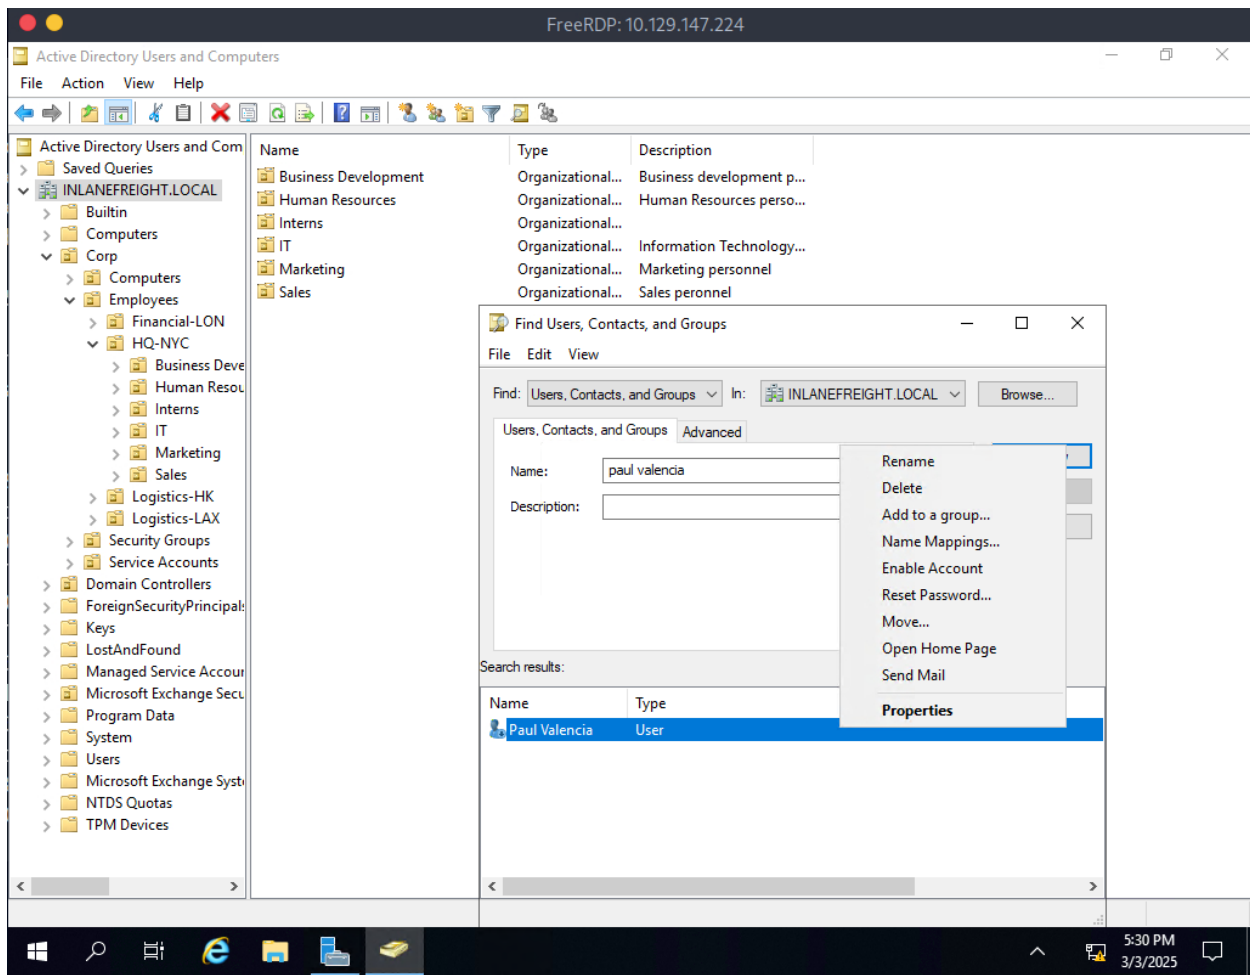 FreeRDP: 10.129.147.224
Active Directory Users and Computers
File Action View Help
Active Directory Users and Com
Saved Queries
INLANEFREIGHT.LOCAL
Builtin
Computers
Corp
Computers
Employees
Financial-LON
HQ-NYC
Business Deve
Human Resou
Interns
IT
Marketing
Sales
Logistics-HK
Logistics-LAX
Security Groups
Service Accounts
Domain Controllers
ForeignSecurityPrincipals
Keys
LostAndFound
Managed Service Accour
Microsoft Exchange Secu
Program Data
System
Users
Microsoft Exchange Syst
NTDS Quotas
TPM Devices
Name Type Description
Business Development Organizational... Business development p...
Human Resources Organizational... Human Resources perso...
Interns Organizational...
IT Organizational... Information Technology...
Marketing Organizational... Marketing personnel
Sales Organizational... Sales peronnel
Find Users, Contacts, and Groups
File Edit View
Find: Users, Contacts, and Groups In: INLANEFREIGHT.LOCAL Browse...
Users, Contacts, and Groups Advanced
Name: paul valencia
Description:
Rename
Delete
Add to a group...
Name Mappings...
Enable Account
Reset Password...
Move...
Open Home Page
Send Mail
Properties
Search results:
Name Type
Paul Valencia User
5:30 PM
3/3/2025